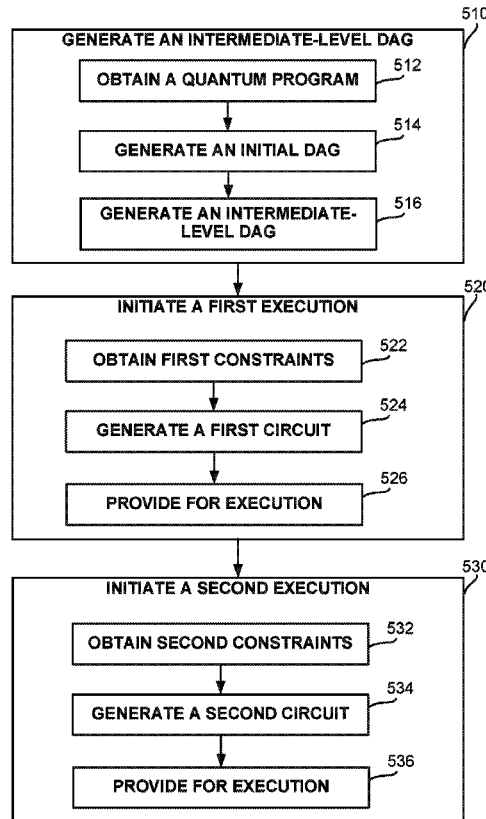 510
GENERATE AN INTERMEDIATE-LEVEL DAG
512
OBTAIN A QUANTUM PROGRAM
514
GENERATE AN INITIAL DAG
516
GENERATE AN INTERMEDIATE-
LEVEL DAG
520
INITIATE A FIRST EXECUTION
522
OBTAIN FIRST CONSTRAINTS
524
GENERATE A FIRST CIRCUIT
526
PROVIDE FOR EXECUTION
530
INITIATE A SECOND EXECUTION
532
OBTAIN SECOND CONSTRAINTS
534
GENERATE A SECOND CIRCUIT
536
PROVIDE FOR EXECUTION